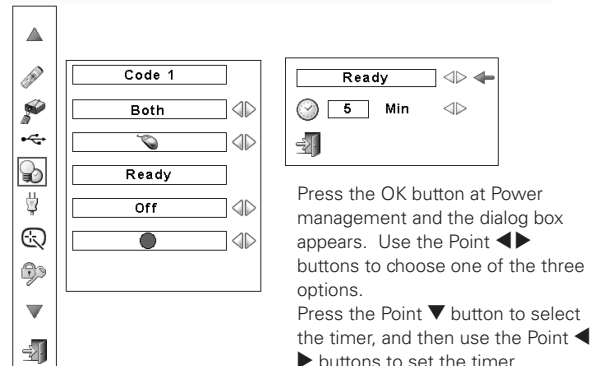 Code 1
Both
Ready
Off
Ready
5 Min
Press the OK button at Power
management and the dialog box
appears. Use the Point ◀▶
buttons to choose one of the three
options.
Press the Point ▼ button to select
the timer, and then use the Point ◀
▶ buttons to set the timer